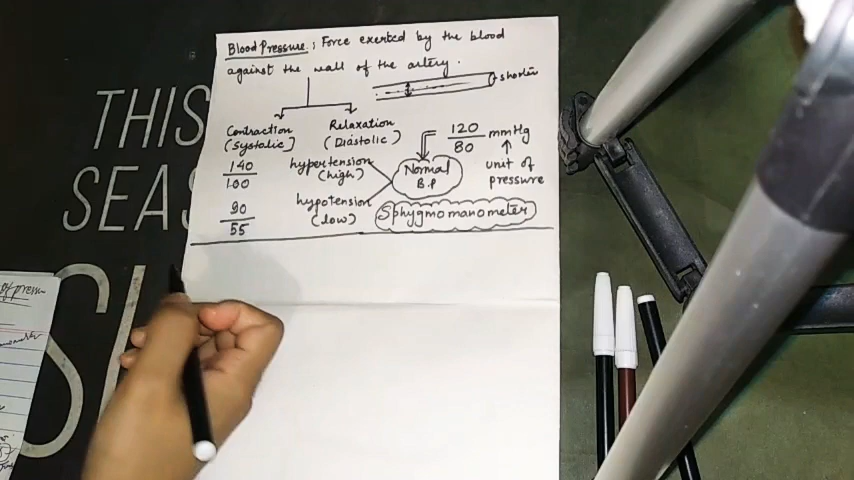 Blood Pressure : Force exerted by the blood
against the wall of the artery.
shorter
Contraction
(Systolic)
Relaxation
(Diastolic)
120
80
mmHg
unit of
pressure
140
100
hypertension
(high)
Normal
B.P
90
55
hypotension
(low)
Sphygmomanometer
THIS
SEAS